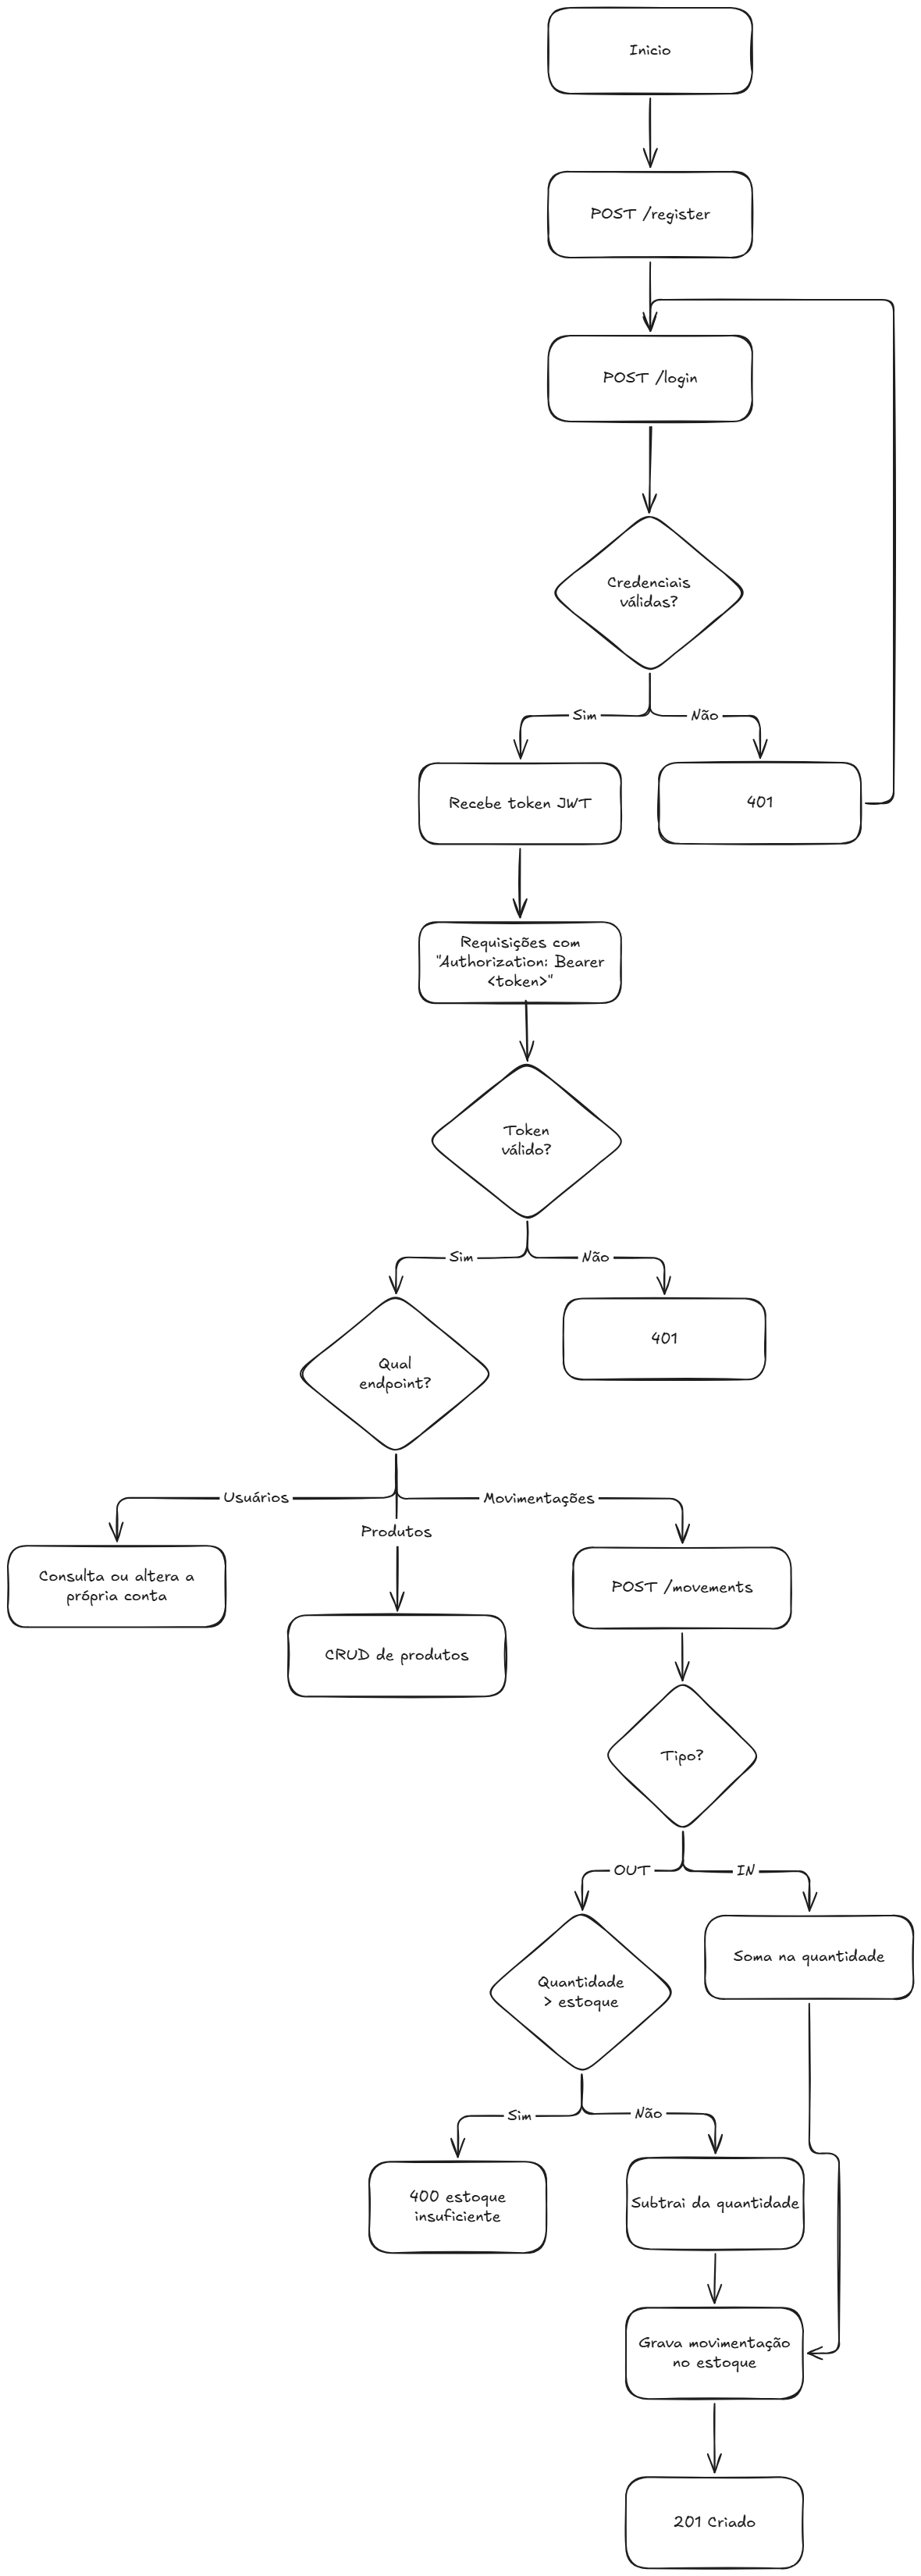 Inicio
POST /register
POST /login
Credenciais
válidas?
Sim
Não
Recebe token JWT
401
Requisições com
"Authorization: Bearer
<token>"
Token
válido?
Sim
Não
401
Qual
endpoint?
Usuários
Movimentações
Produtos
Consulta ou altera a
própria conta
POST /movements
CRUD de produtos
Tipo?
OUT
IN
Soma na quantidade
Quantidade
> estoque
Sim
Não
400 estoque
insuficiente
Subtrai da quantidade
Grava movimentação
no estoque
201 Criado